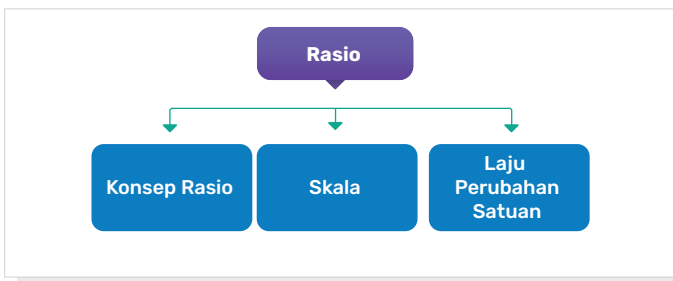 Rasio
Konsep Rasio
Skala
Laju
Perubahan
Satuan